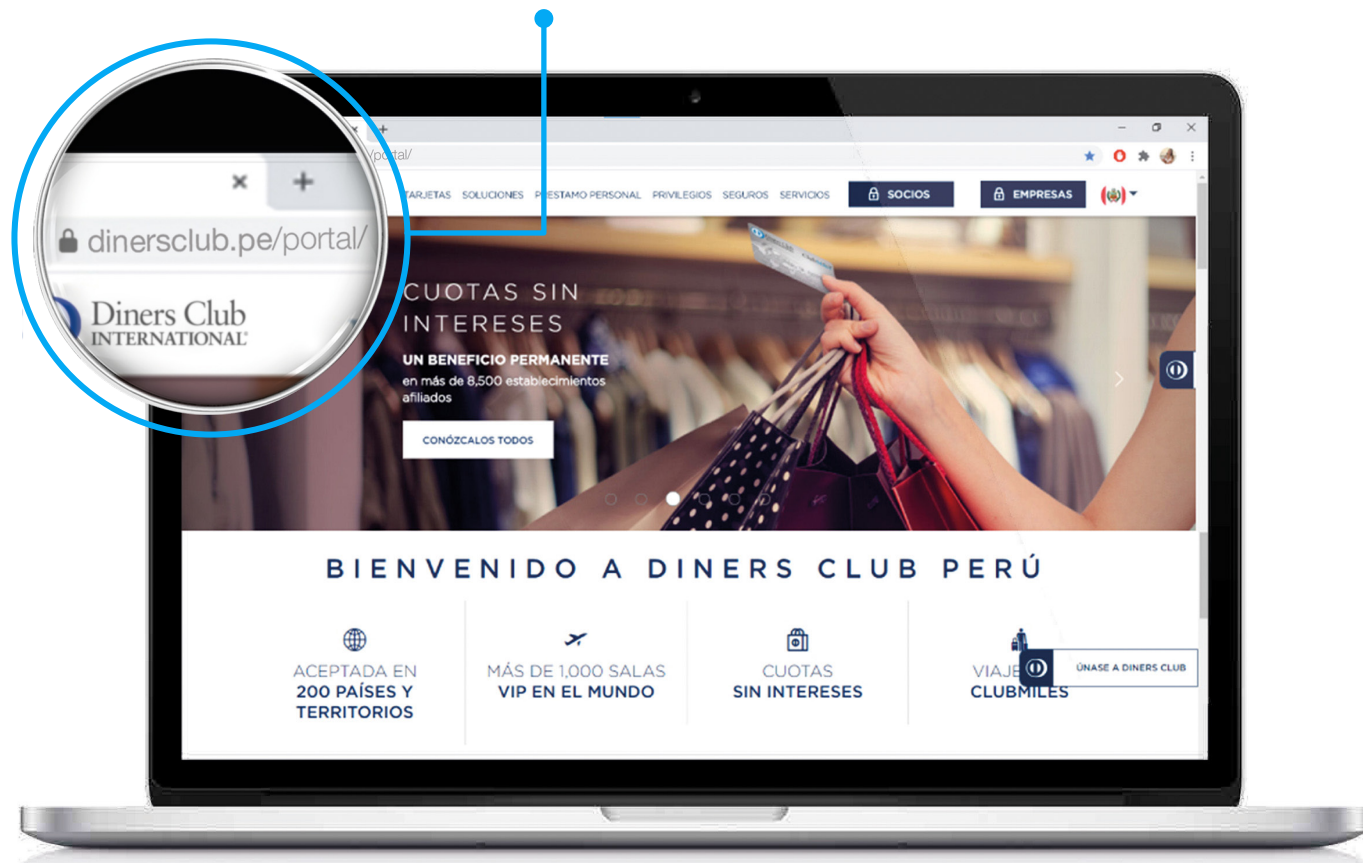 /portal/
dinersclub.pe/portal/
Diners Club
INTERNATIONAL®
TARJETAS SOLUCIONES PRESTAMO PERSONAL PRIVILEGIOS SEGUROS SERVICIOS SOCIOS EMPRESAS
CUOTAS SIN
INTERESES
UN BENEFICIO PERMANENTE
en más de 8,500 establecimientos
afiliados
CONÓZCALOS TODOS
BIENVENIDO A DINERS CLUB PERÚ
ACEPTADA EN
200 PAÍSES Y
TERRITORIOS
MÁS DE 1,000 SALAS
VIP EN EL MUNDO
CUOTAS
SIN INTERESES
CLUBMILES
ÚNASE A DINERS CLUB